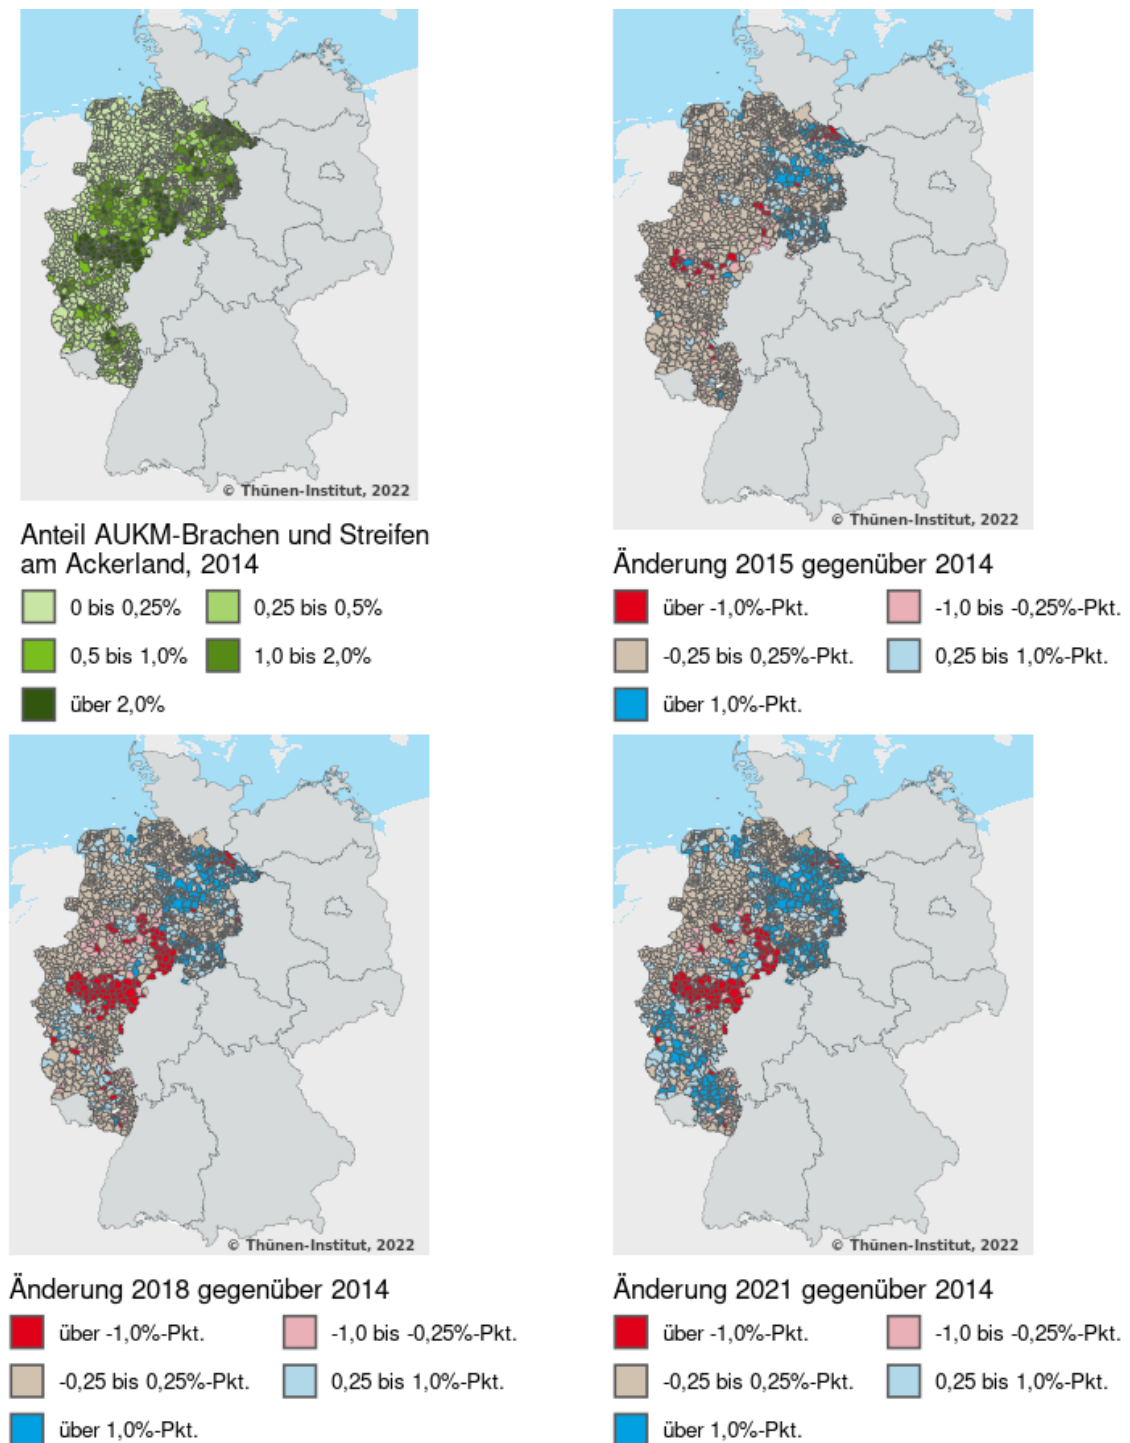 © Thünen-Institut, 2022
Anteil AUKM-Brachen und Streifen
am Ackerland, 2014
0 bis 0,25%
0,25 bis 0,5%
0,5 bis 1,0%
1,0 bis 2,0%
über 2,0%
© Thünen-Institut, 2022
Änderung 2015 gegenüber 2014
über -1,0%-Pkt.
-1,0 bis -0,25%-Pkt.
-0,25 bis 0,25%-Pkt.
0,25 bis 1,0%-Pkt.
über 1,0%-Pkt.
© Thünen-Institut, 2022
Änderung 2018 gegenüber 2014
über -1,0%-Pkt.
-1,0 bis -0,25%-Pkt.
-0,25 bis 0,25%-Pkt.
0,25 bis 1,0%-Pkt.
über 1,0%-Pkt.
© Thünen-Institut, 2022
Änderung 2021 gegenüber 2014
über -1,0%-Pkt.
-1,0 bis -0,25%-Pkt.
-0,25 bis 0,25%-Pkt.
0,25 bis 1,0%-Pkt.
über 1,0%-Pkt.